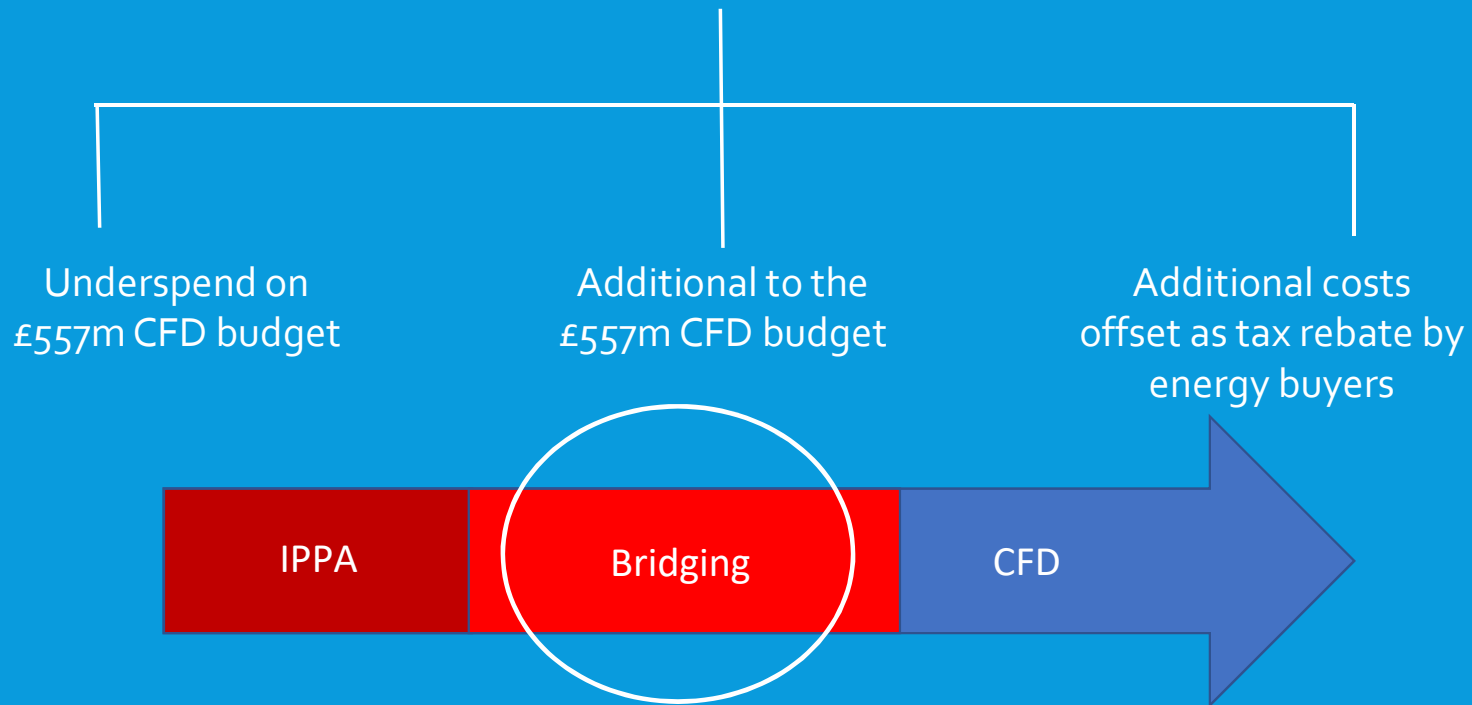 Underspend on
£557m CFD budget
Additional to the
£557m CFD budget
Additional costs
offset as tax rebate by
energy buyers
IPPA
Bridging
CFD